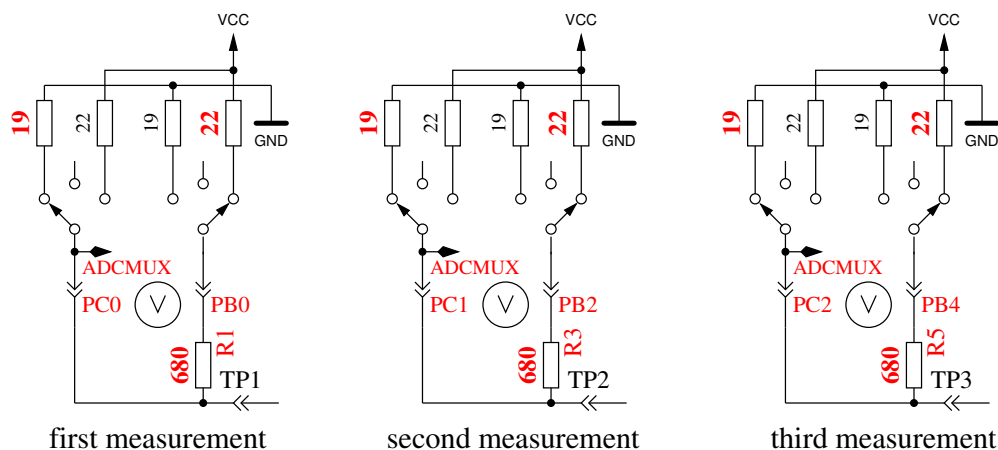 VCC
19
22
19
22
GND
ADCMUX
PC0
V
PB0
R1
680
TP1
first measurement
VCC
19
22
19
22
GND
ADCMUX
PC1
V
PB2
R3
680
TP2
second measurement
VCC
19
22
19
22
GND
ADCMUX
PC2
V
PB4
R5
680
TP3
third measurement